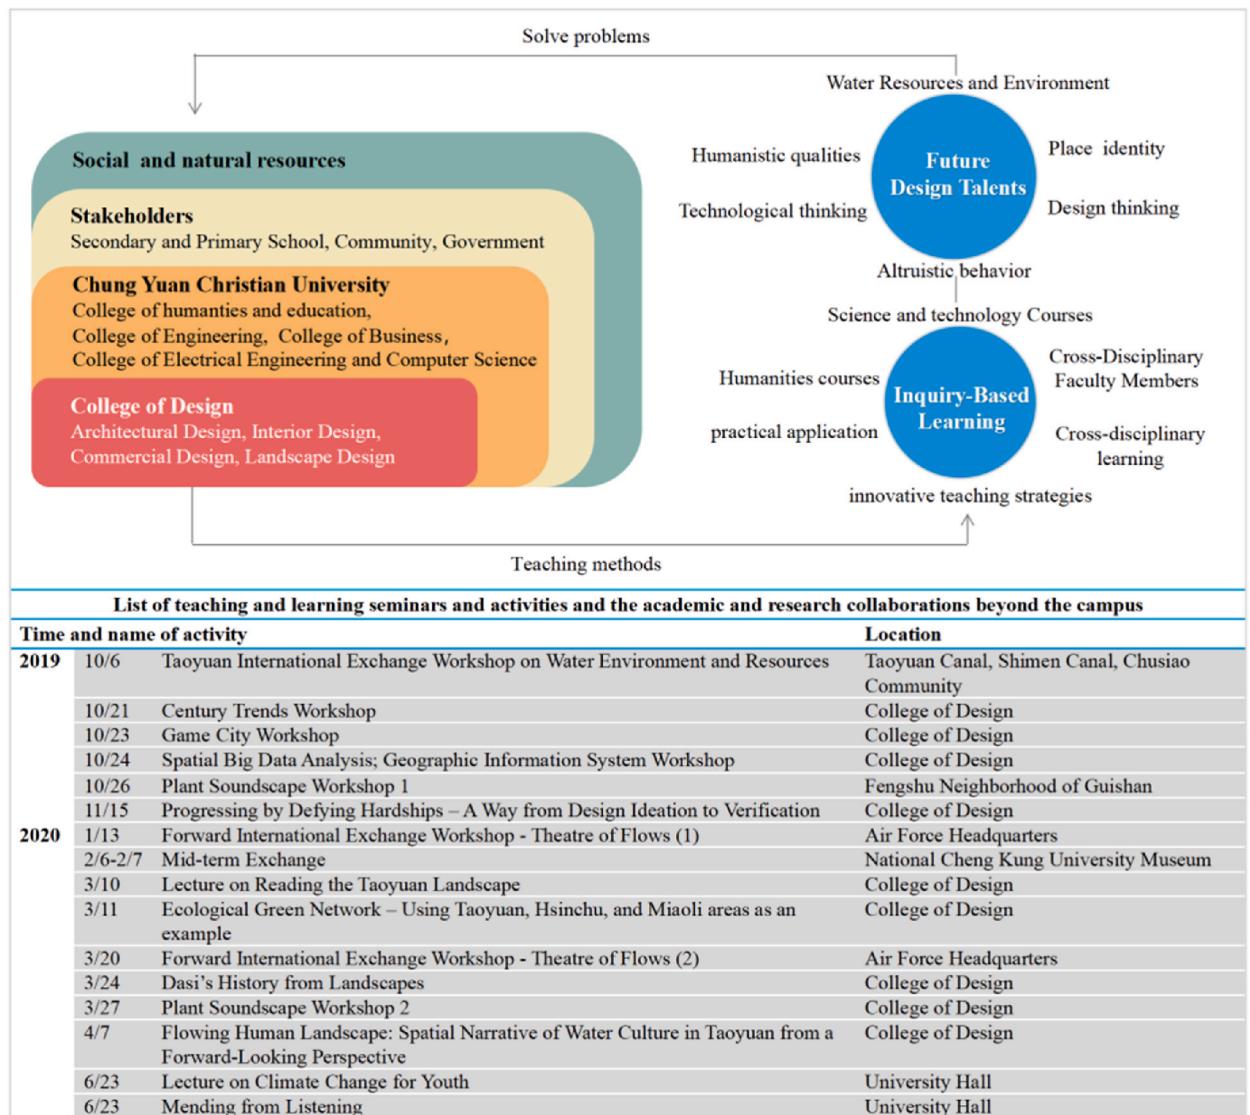 Solve problems
Water Resources and Environment
Social and natural resources
Humanistic qualities
Future
Design Talents
Place identity
Stakeholders
Technological thinking
Design thinking
Secondary and Primary School, Community, Government
Altruistic behavior
Chung Yuan Christian University
College of humanties and education,
College of Engineering, College of Business,
College of Electrical Engineering and Computer Science
Science and technology Courses
Humanities courses
Inquiry-Based
Learning
Cross-Disciplinary
Faculty Members
College of Design
Architectural Design, Interior Design,
Commercial Design, Landscape Design
practical application
Cross-disciplinary
learning
innovative teaching strategies
Teaching methods
List of teaching and learning seminars and activities and the academic and research collaborations beyond the campus
Time and name of activity Location
2019 10/6 Taoyuan International Exchange Workshop on Water Environment and Resources Taoyuan Canal, Shimen Canal, Chusiao
Community
10/21 Century Trends Workshop College of Design
10/23 Game City Workshop College of Design
10/24 Spatial Big Data Analysis; Geographic Information System Workshop College of Design
10/26 Plant Soundscape Workshop 1 Fengshu Neighborhood of Guishan
11/15 Progressing by Defying Hardships – A Way from Design Ideation to Verification College of Design
2020 1/13 Forward International Exchange Workshop - Theatre of Flows (1) Air Force Headquarters
2/6-2/7 Mid-term Exchange National Cheng Kung University Museum
3/10 Lecture on Reading the Taoyuan Landscape College of Design
3/11 Ecological Green Network – Using Taoyuan, Hsinchu, and Miaoli areas as an College of Design
example
3/20 Forward International Exchange Workshop - Theatre of Flows (2) Air Force Headquarters
3/24 Dasi's History from Landscapes College of Design
3/27 Plant Soundscape Workshop 2 College of Design
4/7 Flowing Human Landscape: Spatial Narrative of Water Culture in Taoyuan from a College of Design
Forward-Looking Perspective
6/23 Lecture on Climate Change for Youth University Hall
6/23 Mending from Listening University Hall